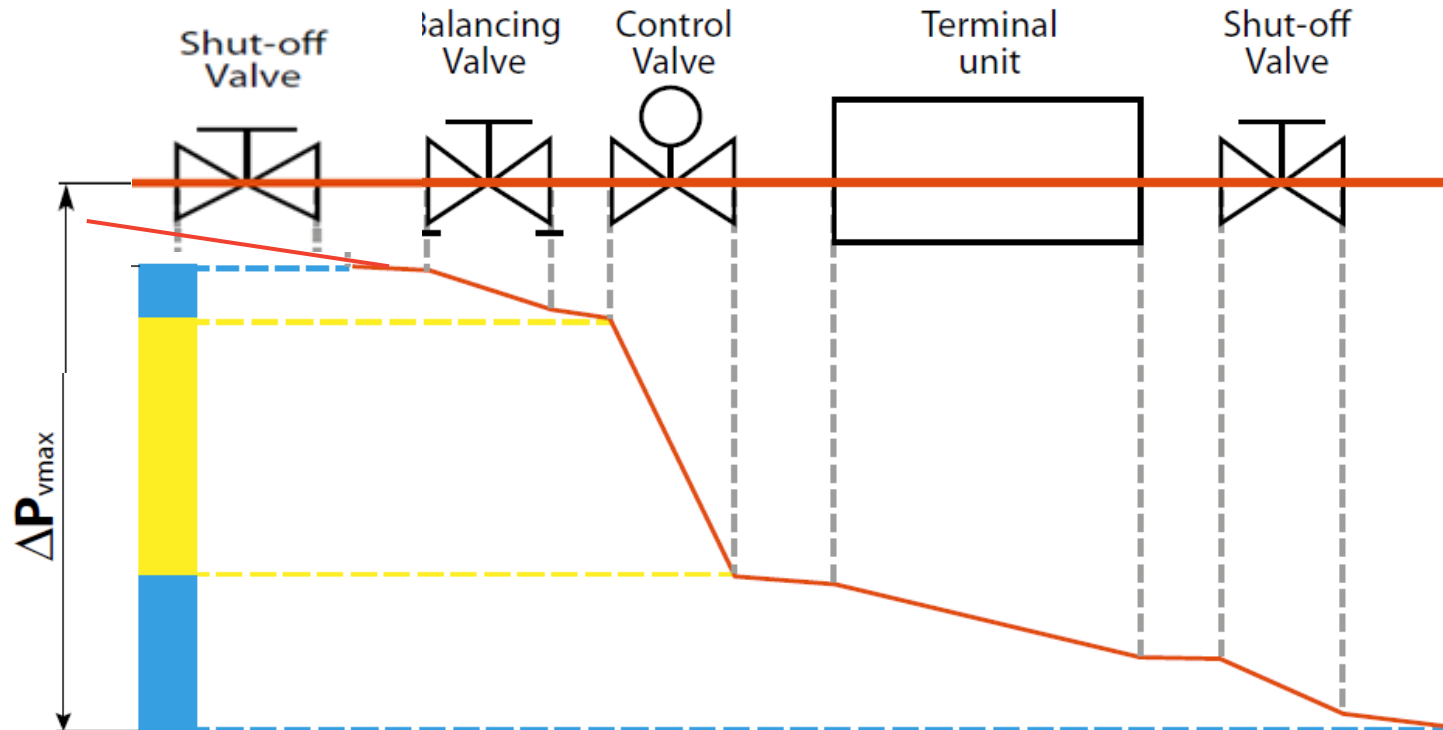 Shut-off
Valve
Balancing
Valve
Control
Valve
Terminal
unit
Shut-off
Valve
ΔPvmax